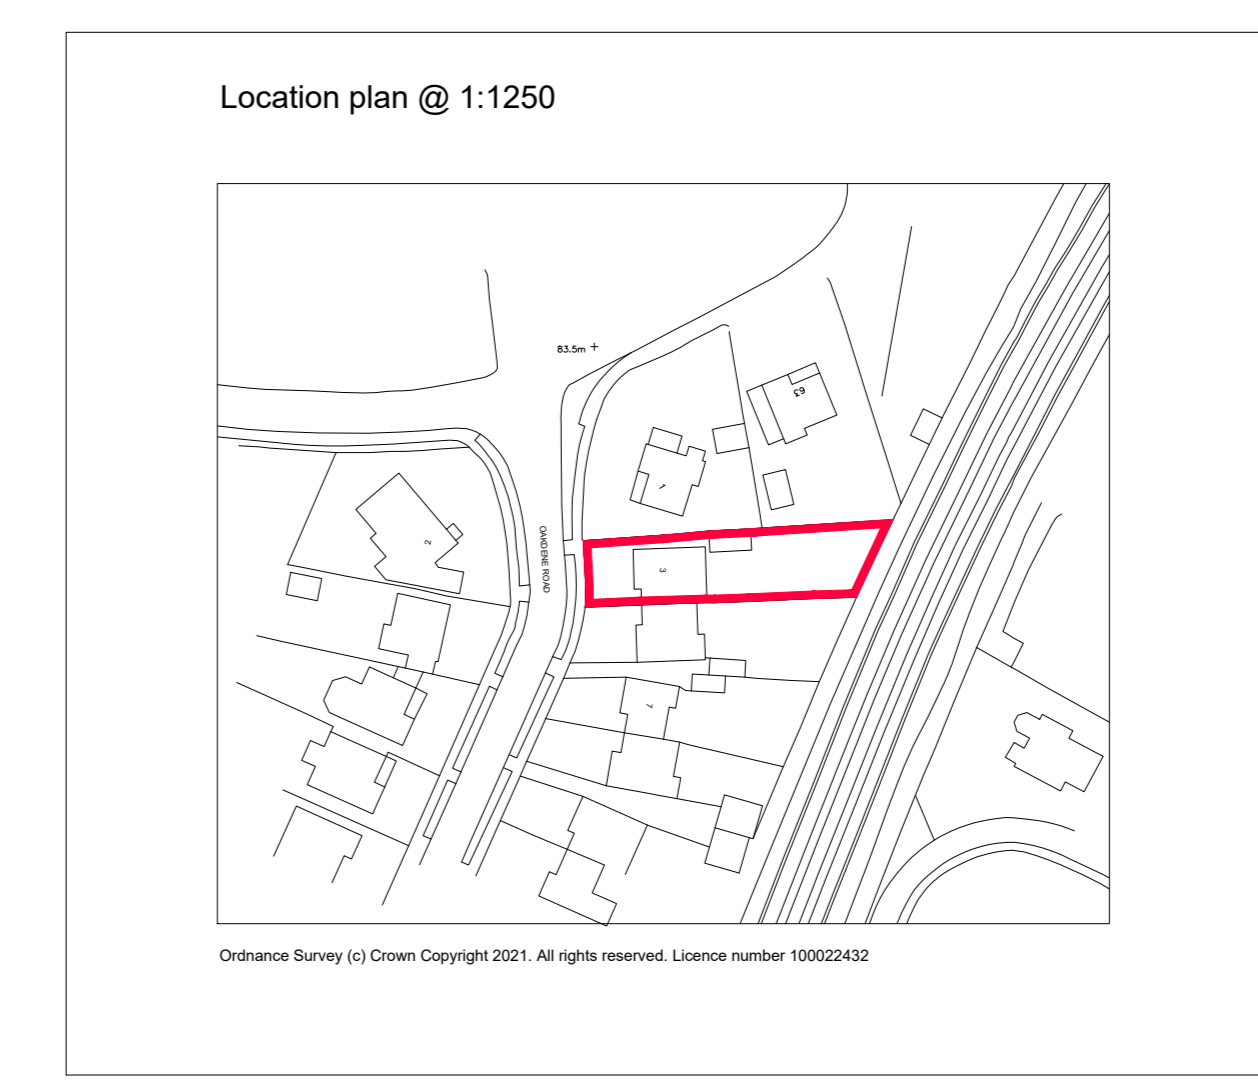 Location plan @ 1:1250
83.5m +
63
1
2
OAKDENE ROAD
3
7
Ordnance Survey (c) Crown Copyright 2021. All rights reserved. Licence number 100022432